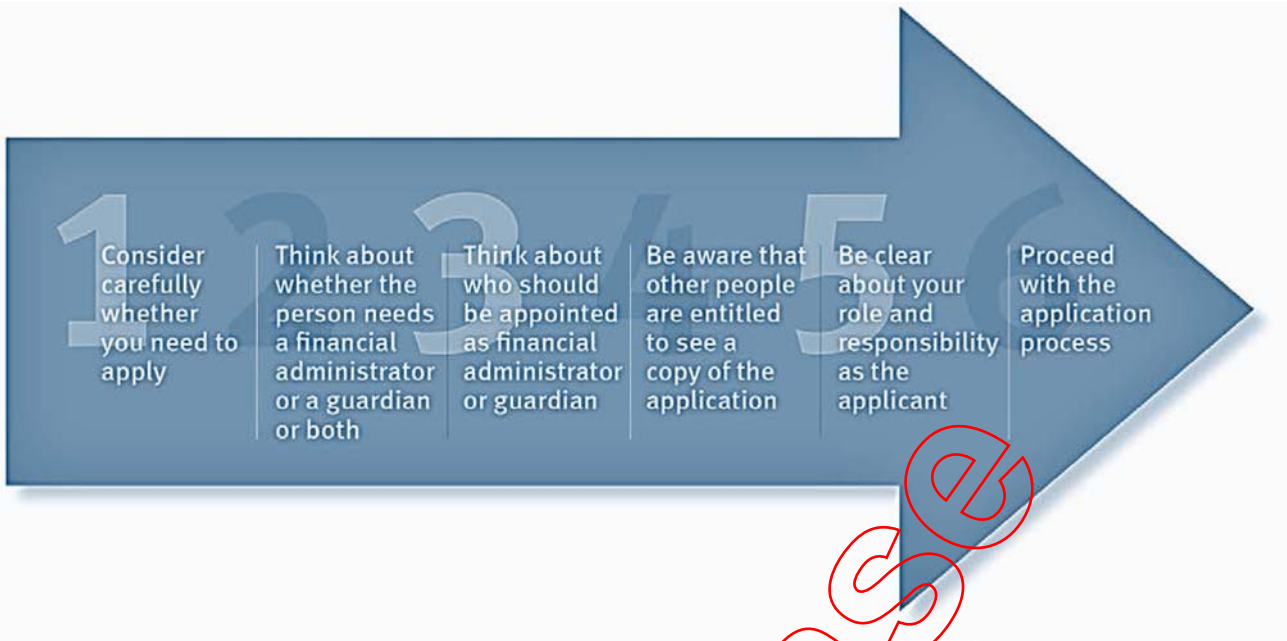 1
Consider
carefully
whether
you need to
apply
2
Think about
whether the
person needs
a financial
administrator
or a guardian
or both
3
Think about
who should
be appointed
as financial
administrator
or guardian
4
Be aware that
other people
are entitled
to see a
copy of the
application
5
Be clear
about your
role and
responsibility
as the
applicant
6
Proceed
with the
application
process
s
e